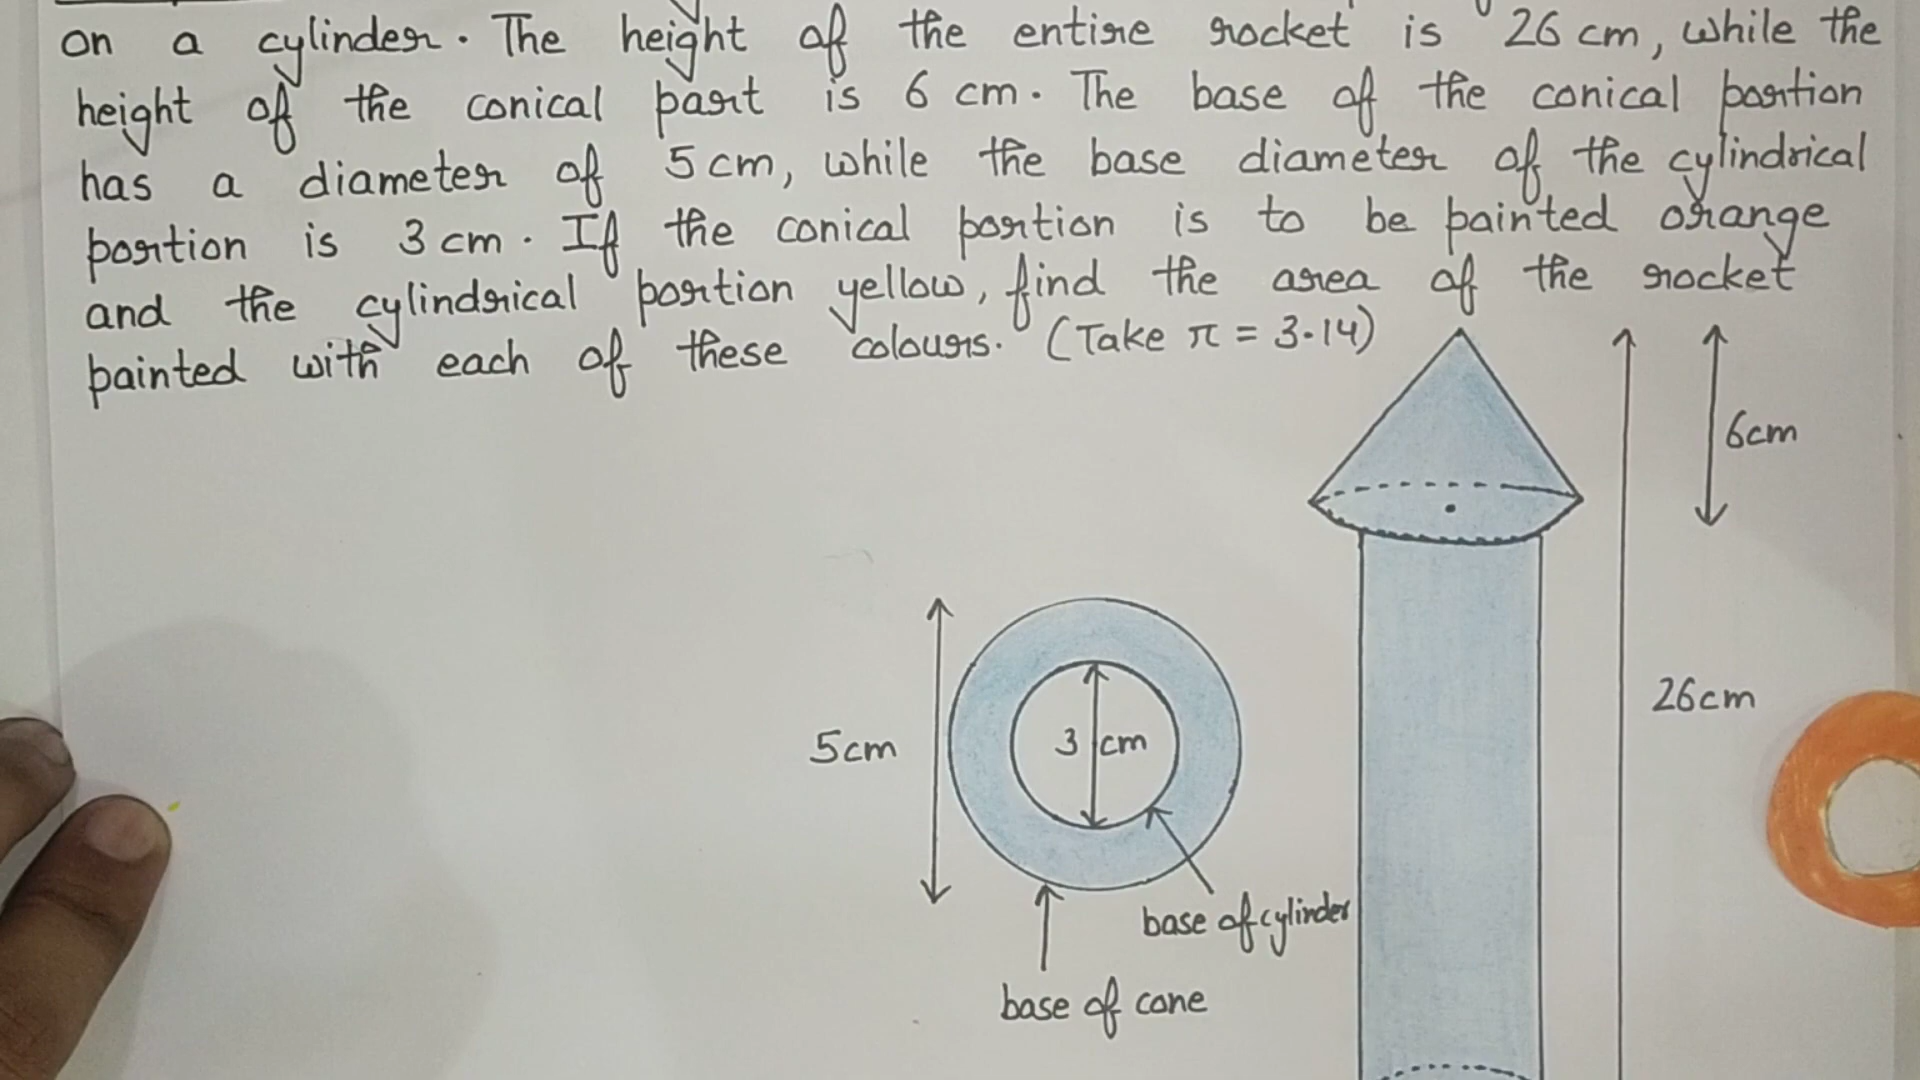 on a cylinder. The height of the entire rocket is 26 cm, while the
height of the conical part is 6 cm. The base of the conical portion
has a diameter of 5 cm, while the base diameter of the cylindrical
portion is 3 cm. If the conical portion is to be painted orange
and the cylindrical portion yellow, find the area of the rocket
painted with each of these colours. (Take π = 3.14)
6cm
26cm
5cm
3 cm
base of cylinder
base of cone